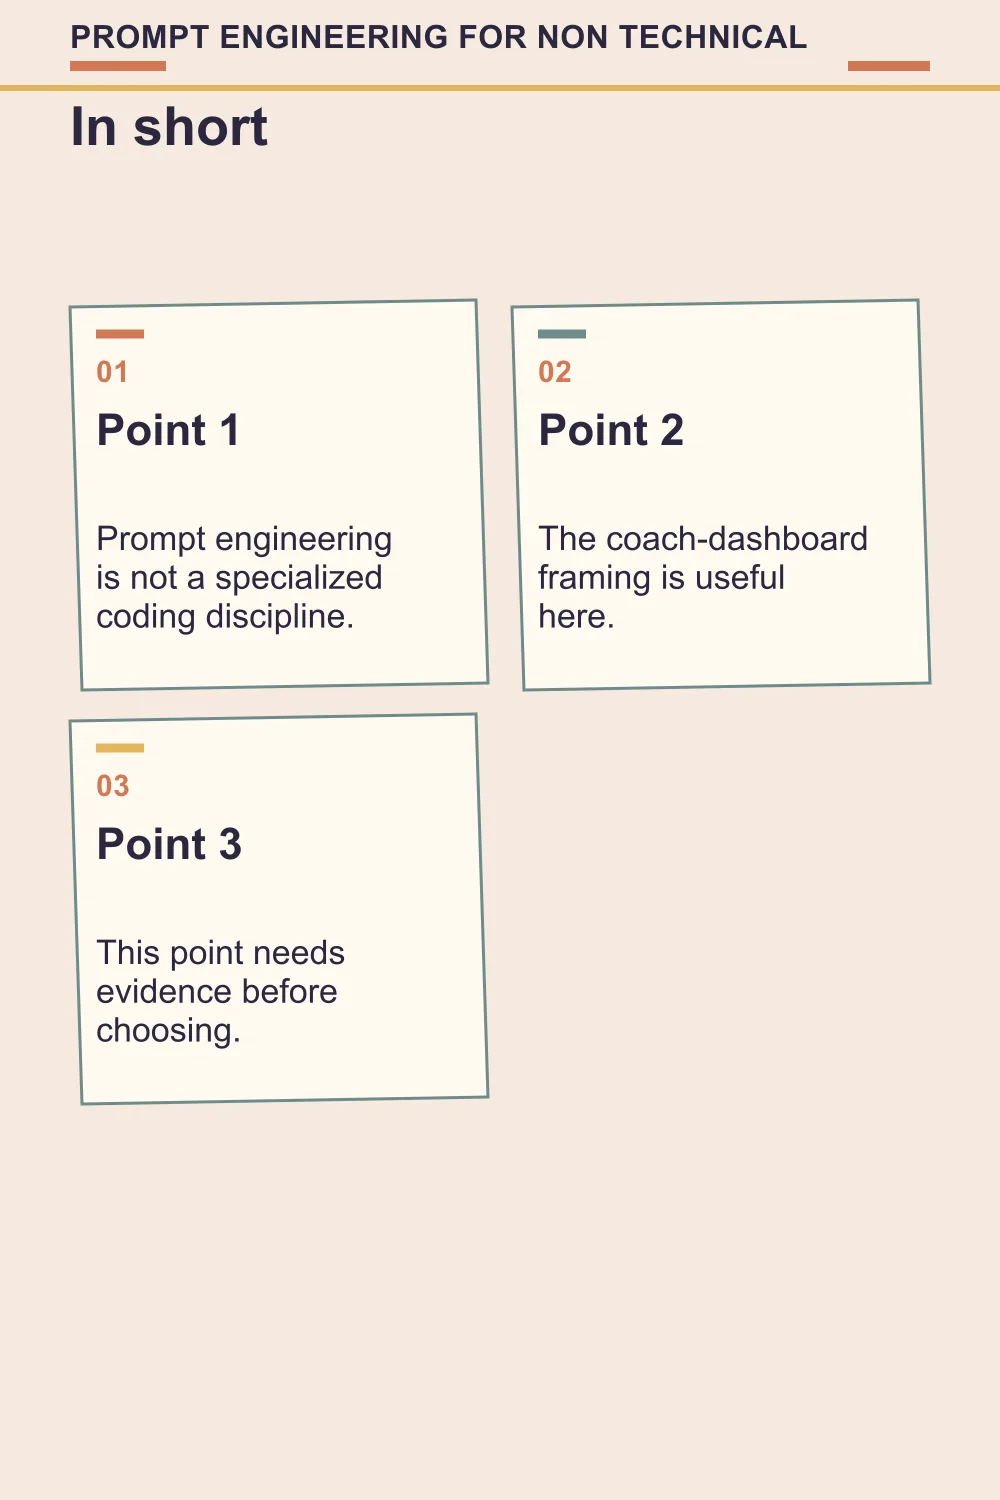 PROMPT ENGINEERING FOR NON TECHNICAL
In short
01
Point 1
Prompt engineering
is not a specialized
coding discipline.
02
Point 2
The coach-dashboard
framing is useful
here.
03
Point 3
This point needs
evidence before
choosing.